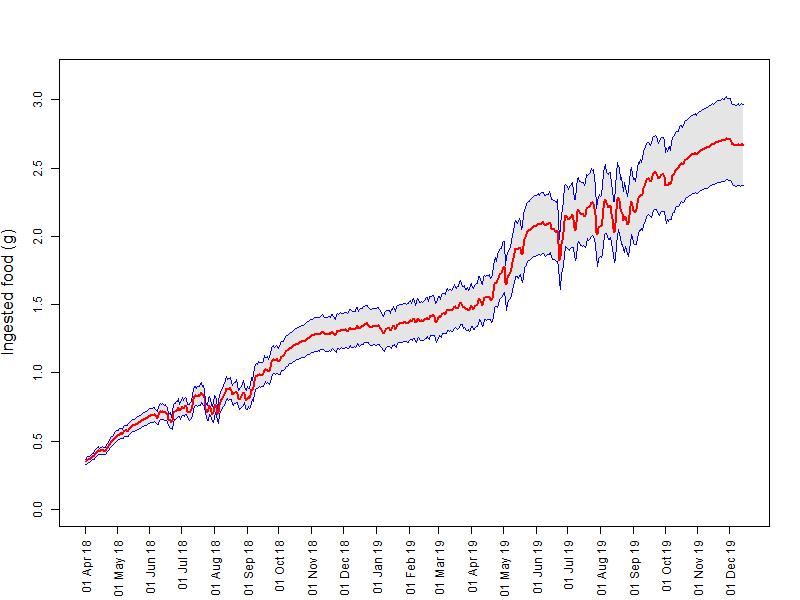 Ingested food (g)
3.0
2.5
2.0
1.5
1.0
0.5
0.0
01 Apr 18
01 May 18
01 Jun 18
01 Jul 18
01 Aug 18
01 Sep 18
01 Oct 18
01 Nov 18
01 Dec 18
01 Jan 19
01 Feb 19
01 Mar 19
01 Apr 19
01 May 19
01 Jun 19
01 Jul 19
01 Aug 19
01 Sep 19
01 Oct 19
01 Nov 19
01 Dec 19